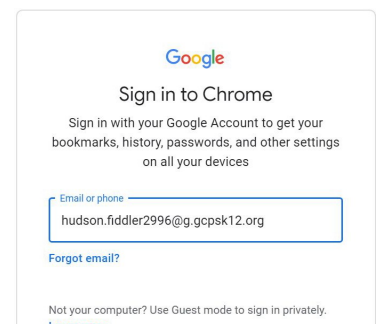 Google
Sign in to Chrome
Sign in with your Google Account to get your
bookmarks, history, passwords, and other settings
on all your devices
Email or phone
hudson.fiddler2996@g.gcpsk12.org
Forgot email?
Not your computer? Use Guest mode to sign in privately.